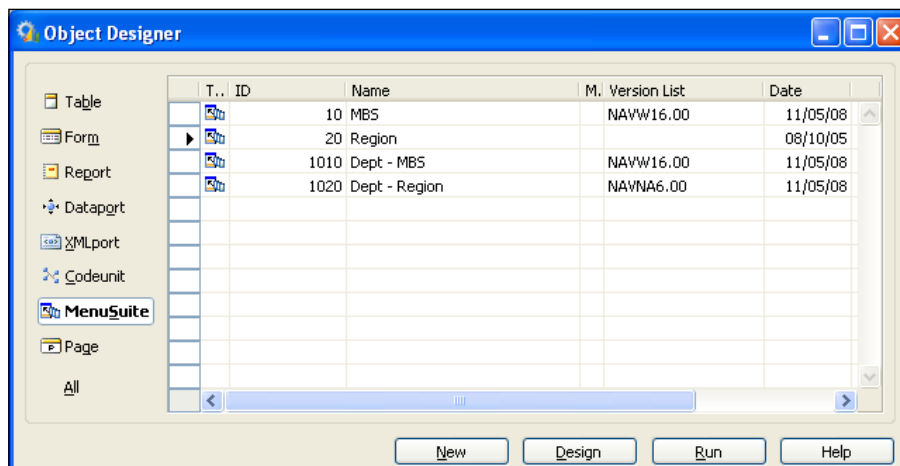 Object Designer
T.. ID Name M. Version List Date
Table
Form
Report
Dataport
XMLport
Codeunit
MenuSuite
Page
All
10 MBS NAVW16.00 11/05/08
20 Region 08/10/05
1010 Dept - MBS NAVW16.00 11/05/08
1020 Dept - Region NAVNA6.00 11/05/08
New Design Run Help